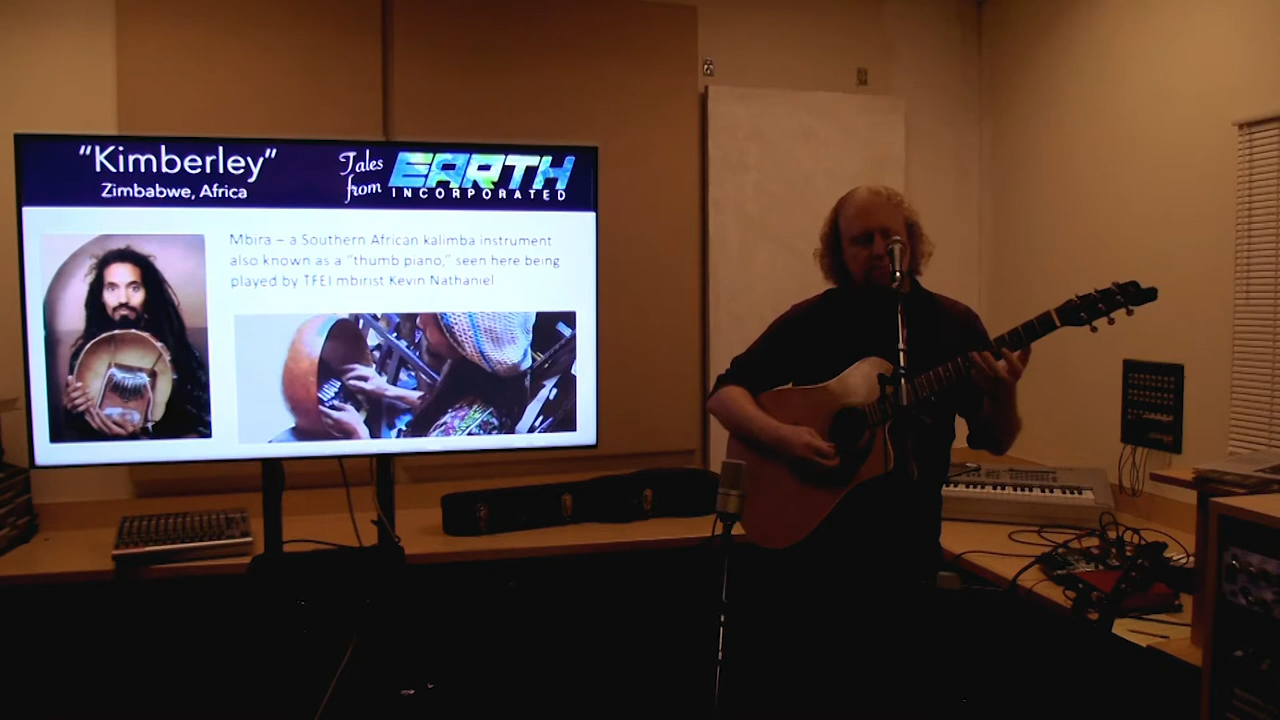 "Kimberley"
Zimbabwe, Africa
Tales
from
EARTH
INCORPORATED
Mbira – a Southern African kalimba instrument
also known as a "thumb piano," seen here being
played by TFEI mbirist Kevin Nathaniel